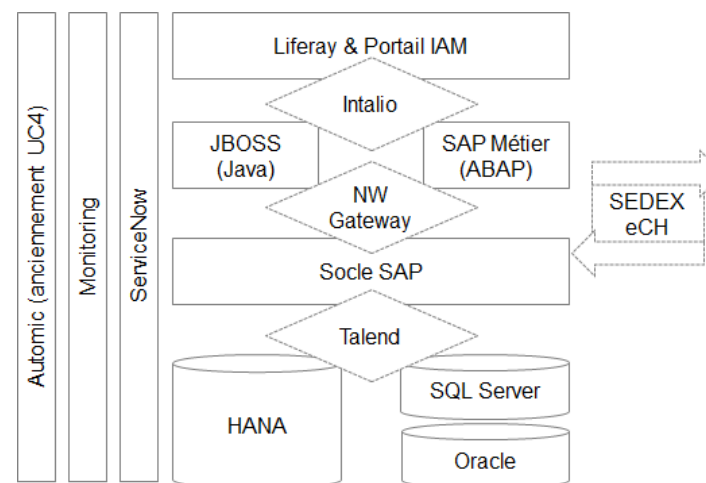 Automic (anciennement UC4)
Monitoring
ServiceNow
Liferay & Portail IAM
Intalio
JBOSS
(Java)
SAP Métier
(ABAP)
NW
Gateway
SEDEX
eCH
Socle SAP
Talend
HANA
SQL Server
Oracle